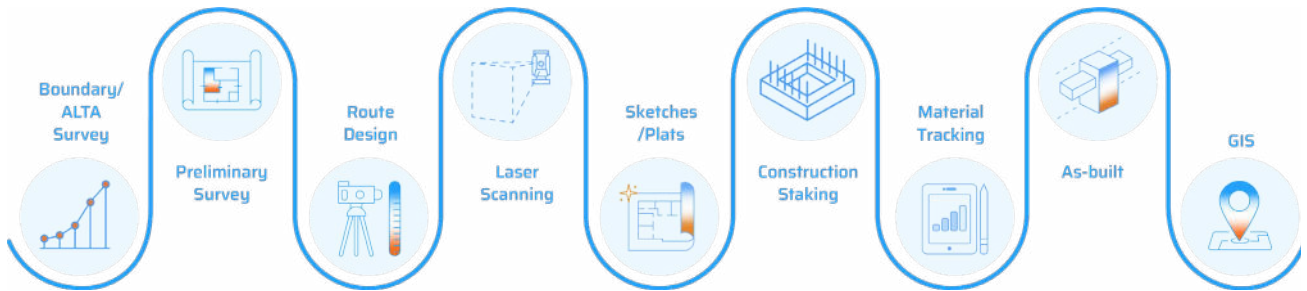 Boundary/
ALTA
Survey
Preliminary
Survey
Route
Design
Laser
Scanning
Sketches
/Plats
Construction
Staking
Material
Tracking
As-built
GIS